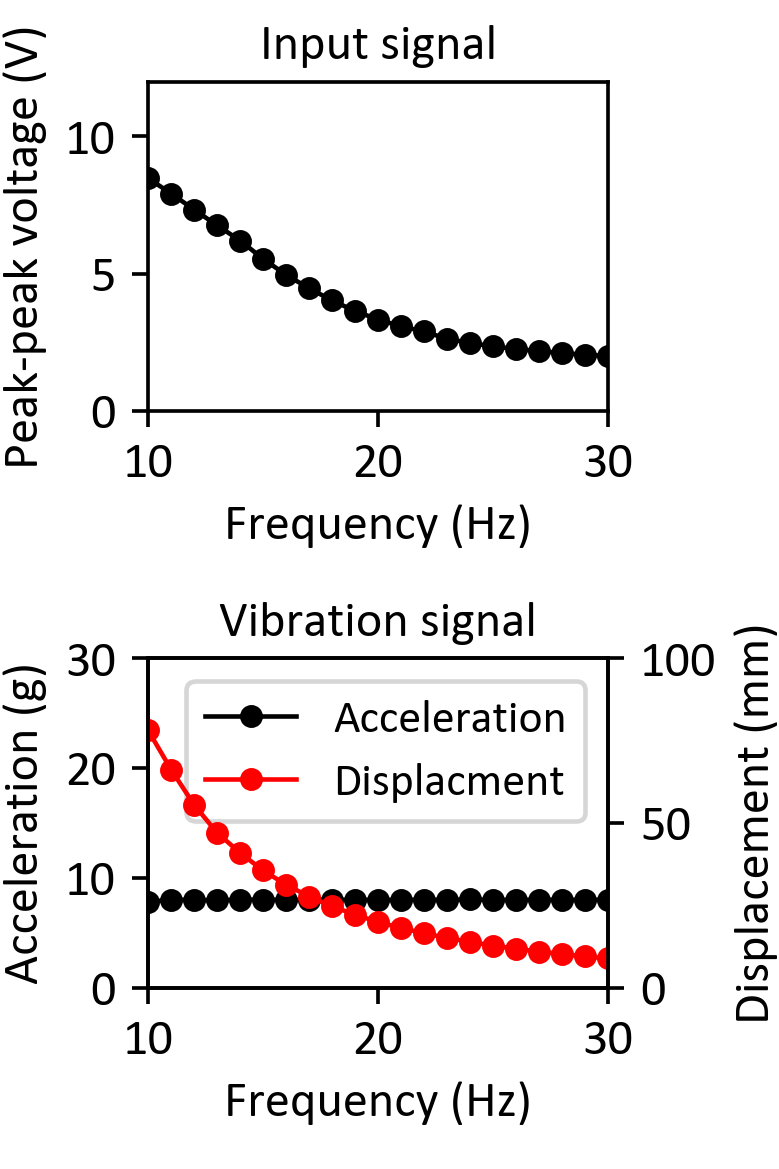 Input signal
Peak-peak voltage (V)
10
5
0
10 20 30
Frequency (Hz)
Vibration signal
Acceleration (g)
30
20
10
0
Acceleration
Displacment
100
50
0
Displacement (mm)
10 20 30
Frequency (Hz)